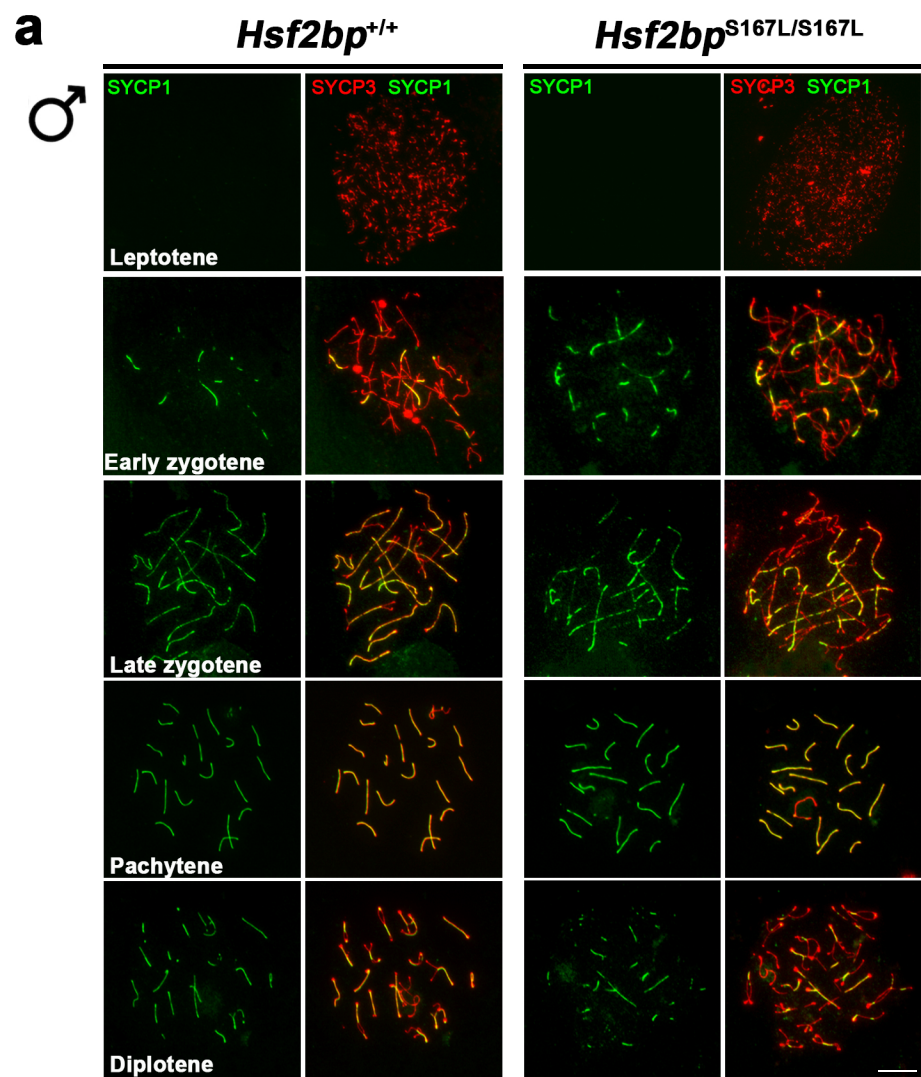 a
Hsf2bp+/+ Hsf2bpS167L/S167L
SYCP1 SYCP3 SYCP1 SYCP1 SYCP3 SYCP1
Leptotene
Early zygotene
Late zygotene
Pachytene
Diplotene